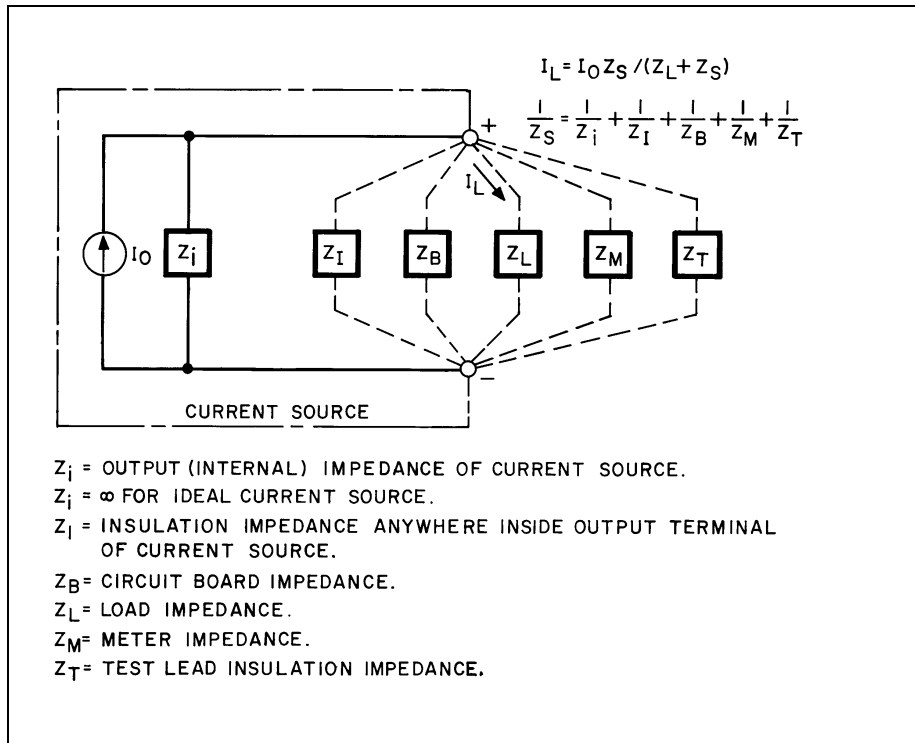 I_L = I_O Z_S / (Z_L + Z_S)
1/Z_S = 1/Z_i + 1/Z_I + 1/Z_B + 1/Z_M + 1/Z_T
+
I_L
I_O
Z_i
Z_I
Z_B
Z_L
Z_M
Z_T
−
CURRENT SOURCE
Z_i = OUTPUT (INTERNAL) IMPEDANCE OF CURRENT SOURCE.
Z_i = ∞ FOR IDEAL CURRENT SOURCE.
Z_I = INSULATION IMPEDANCE ANYWHERE INSIDE OUTPUT TERMINAL
OF CURRENT SOURCE.
Z_B = CIRCUIT BOARD IMPEDANCE.
Z_L = LOAD IMPEDANCE.
Z_M = METER IMPEDANCE.
Z_T = TEST LEAD INSULATION IMPEDANCE.